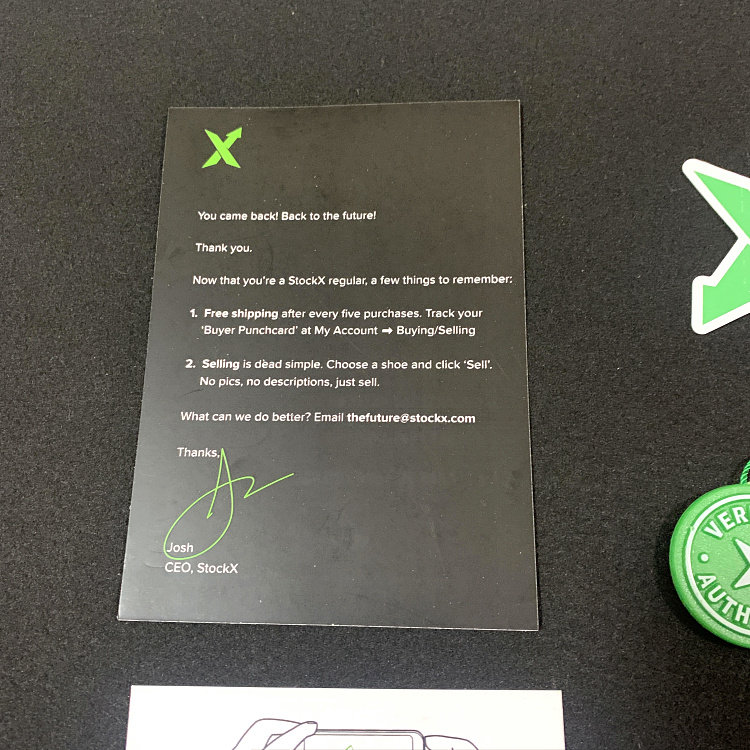 You came back! Back to the future!
Thank you.
Now that you're a StockX regular, a few things to remember:
1. Free shipping after every five purchases. Track your
'Buyer Punchcard' at My Account ➡ Buying/Selling
2. Selling is dead simple. Choose a shoe and click 'Sell'.
No pics, no descriptions, just sell.
What can we do better? Email thefuture@stockx.com
Thanks,
Josh
CEO, StockX
VER
AUTH